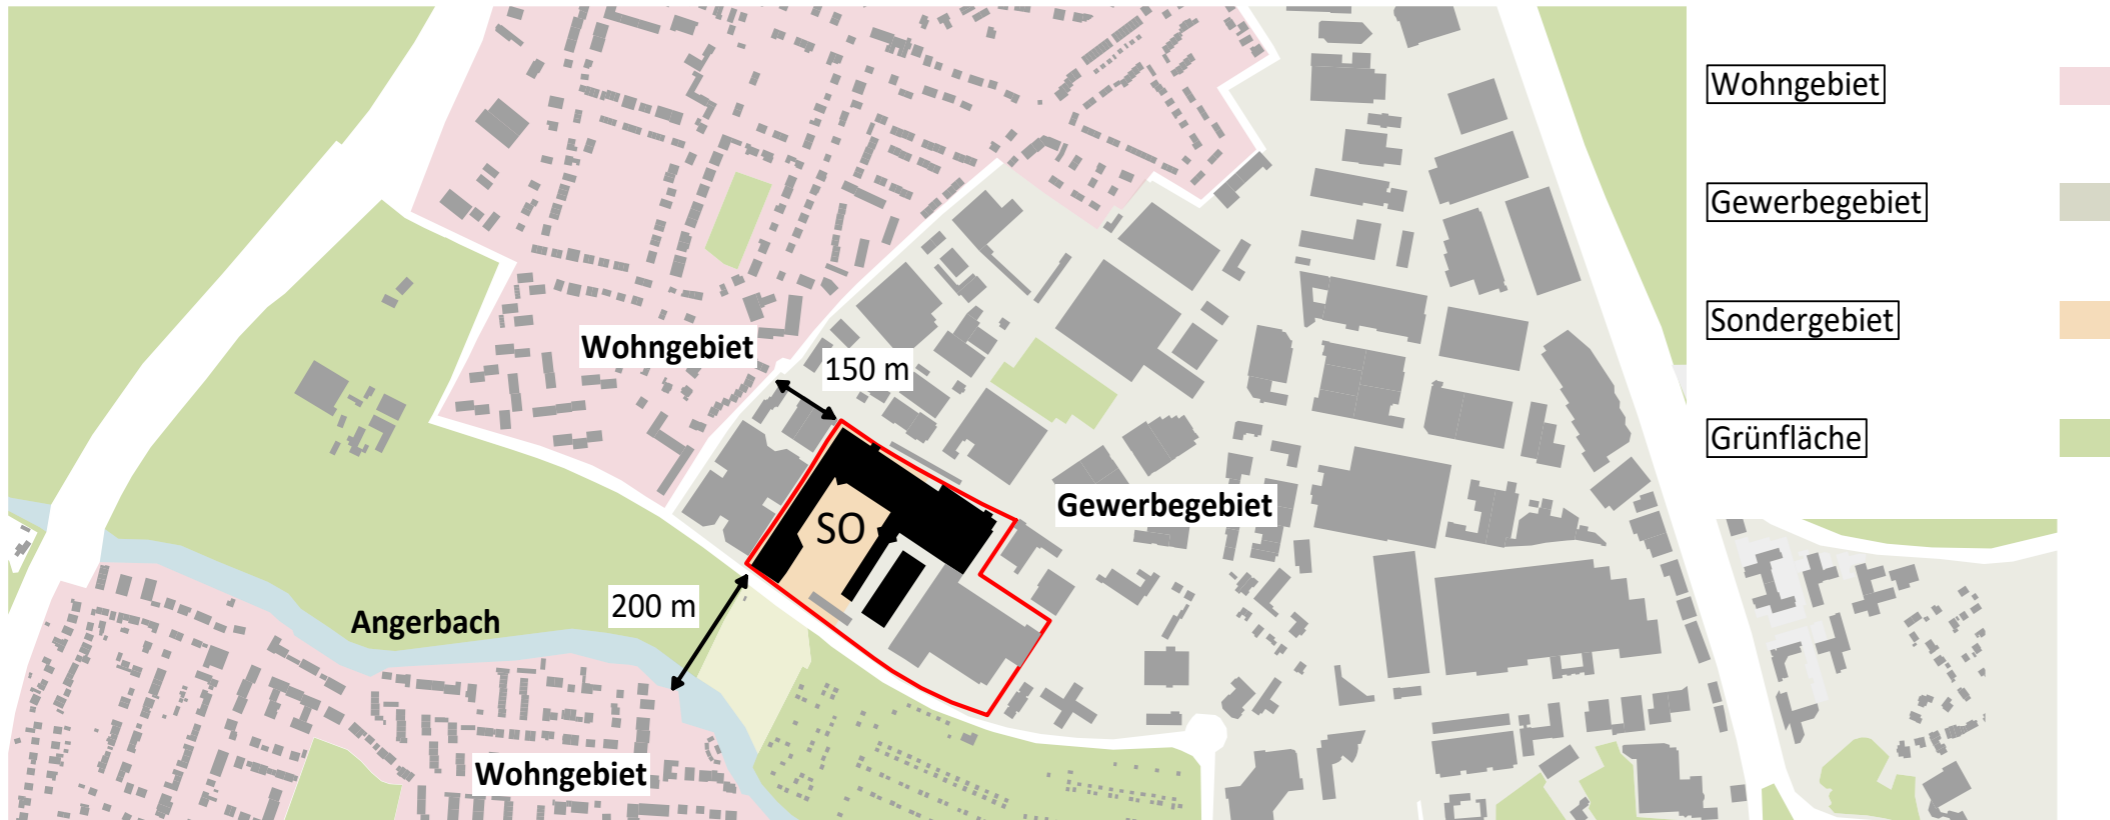 Wohngebiet
Gewerbegebiet
Sondergebiet
Grünfläche
Wohngebiet
150 m
Gewerbegebiet
SO
200 m
Angerbach
Wohngebiet